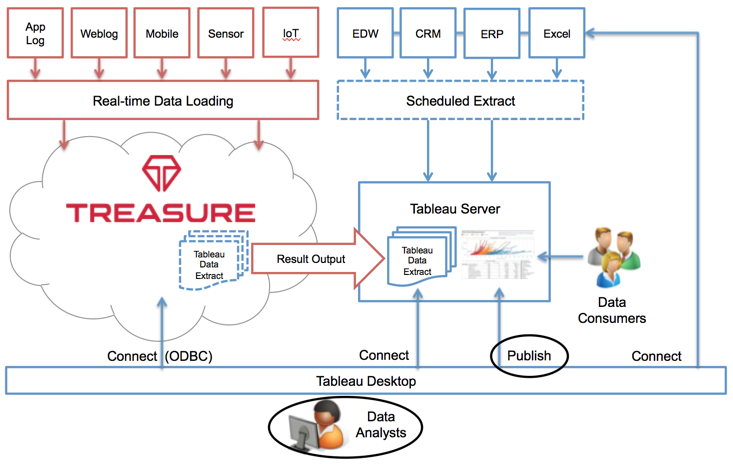 App
Log
Weblog
Mobile
Sensor
IoT
EDW
CRM
ERP
Excel
Real-time Data Loading
Scheduled Extract
TREASURE
Tableau
Data
Extract
Result Output
Tableau Server
Tableau
Data
Extract
Data
Consumers
Connect (ODBC)
Connect
Publish
Connect
Tableau Desktop
Data
Analysts